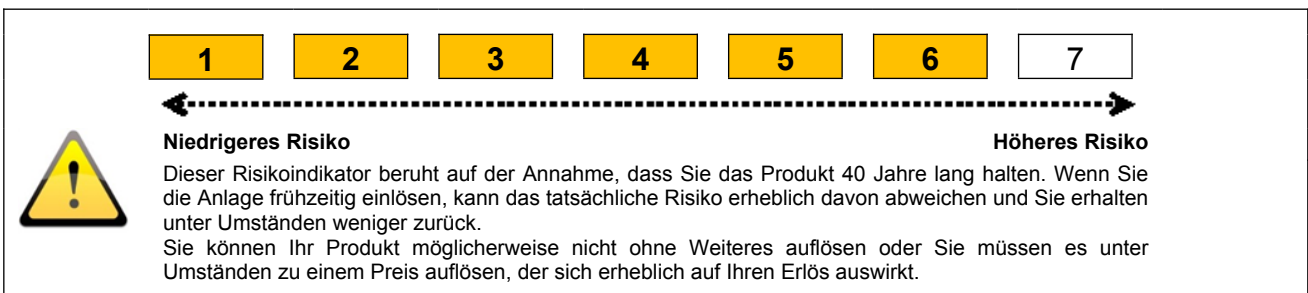 1 2 3 4 5 6 7
Niedrigeres Risiko Höheres Risiko
Dieser Risikoindikator beruht auf der Annahme, dass Sie das Produkt 40 Jahre lang halten. Wenn Sie
die Anlage frühzeitig einlösen, kann das tatsächliche Risiko erheblich davon abweichen und Sie erhalten
unter Umständen weniger zurück.
Sie können Ihr Produkt möglicherweise nicht ohne Weiteres auflösen oder Sie müssen es unter
Umständen zu einem Preis auflösen, der sich erheblich auf Ihren Erlös auswirkt.